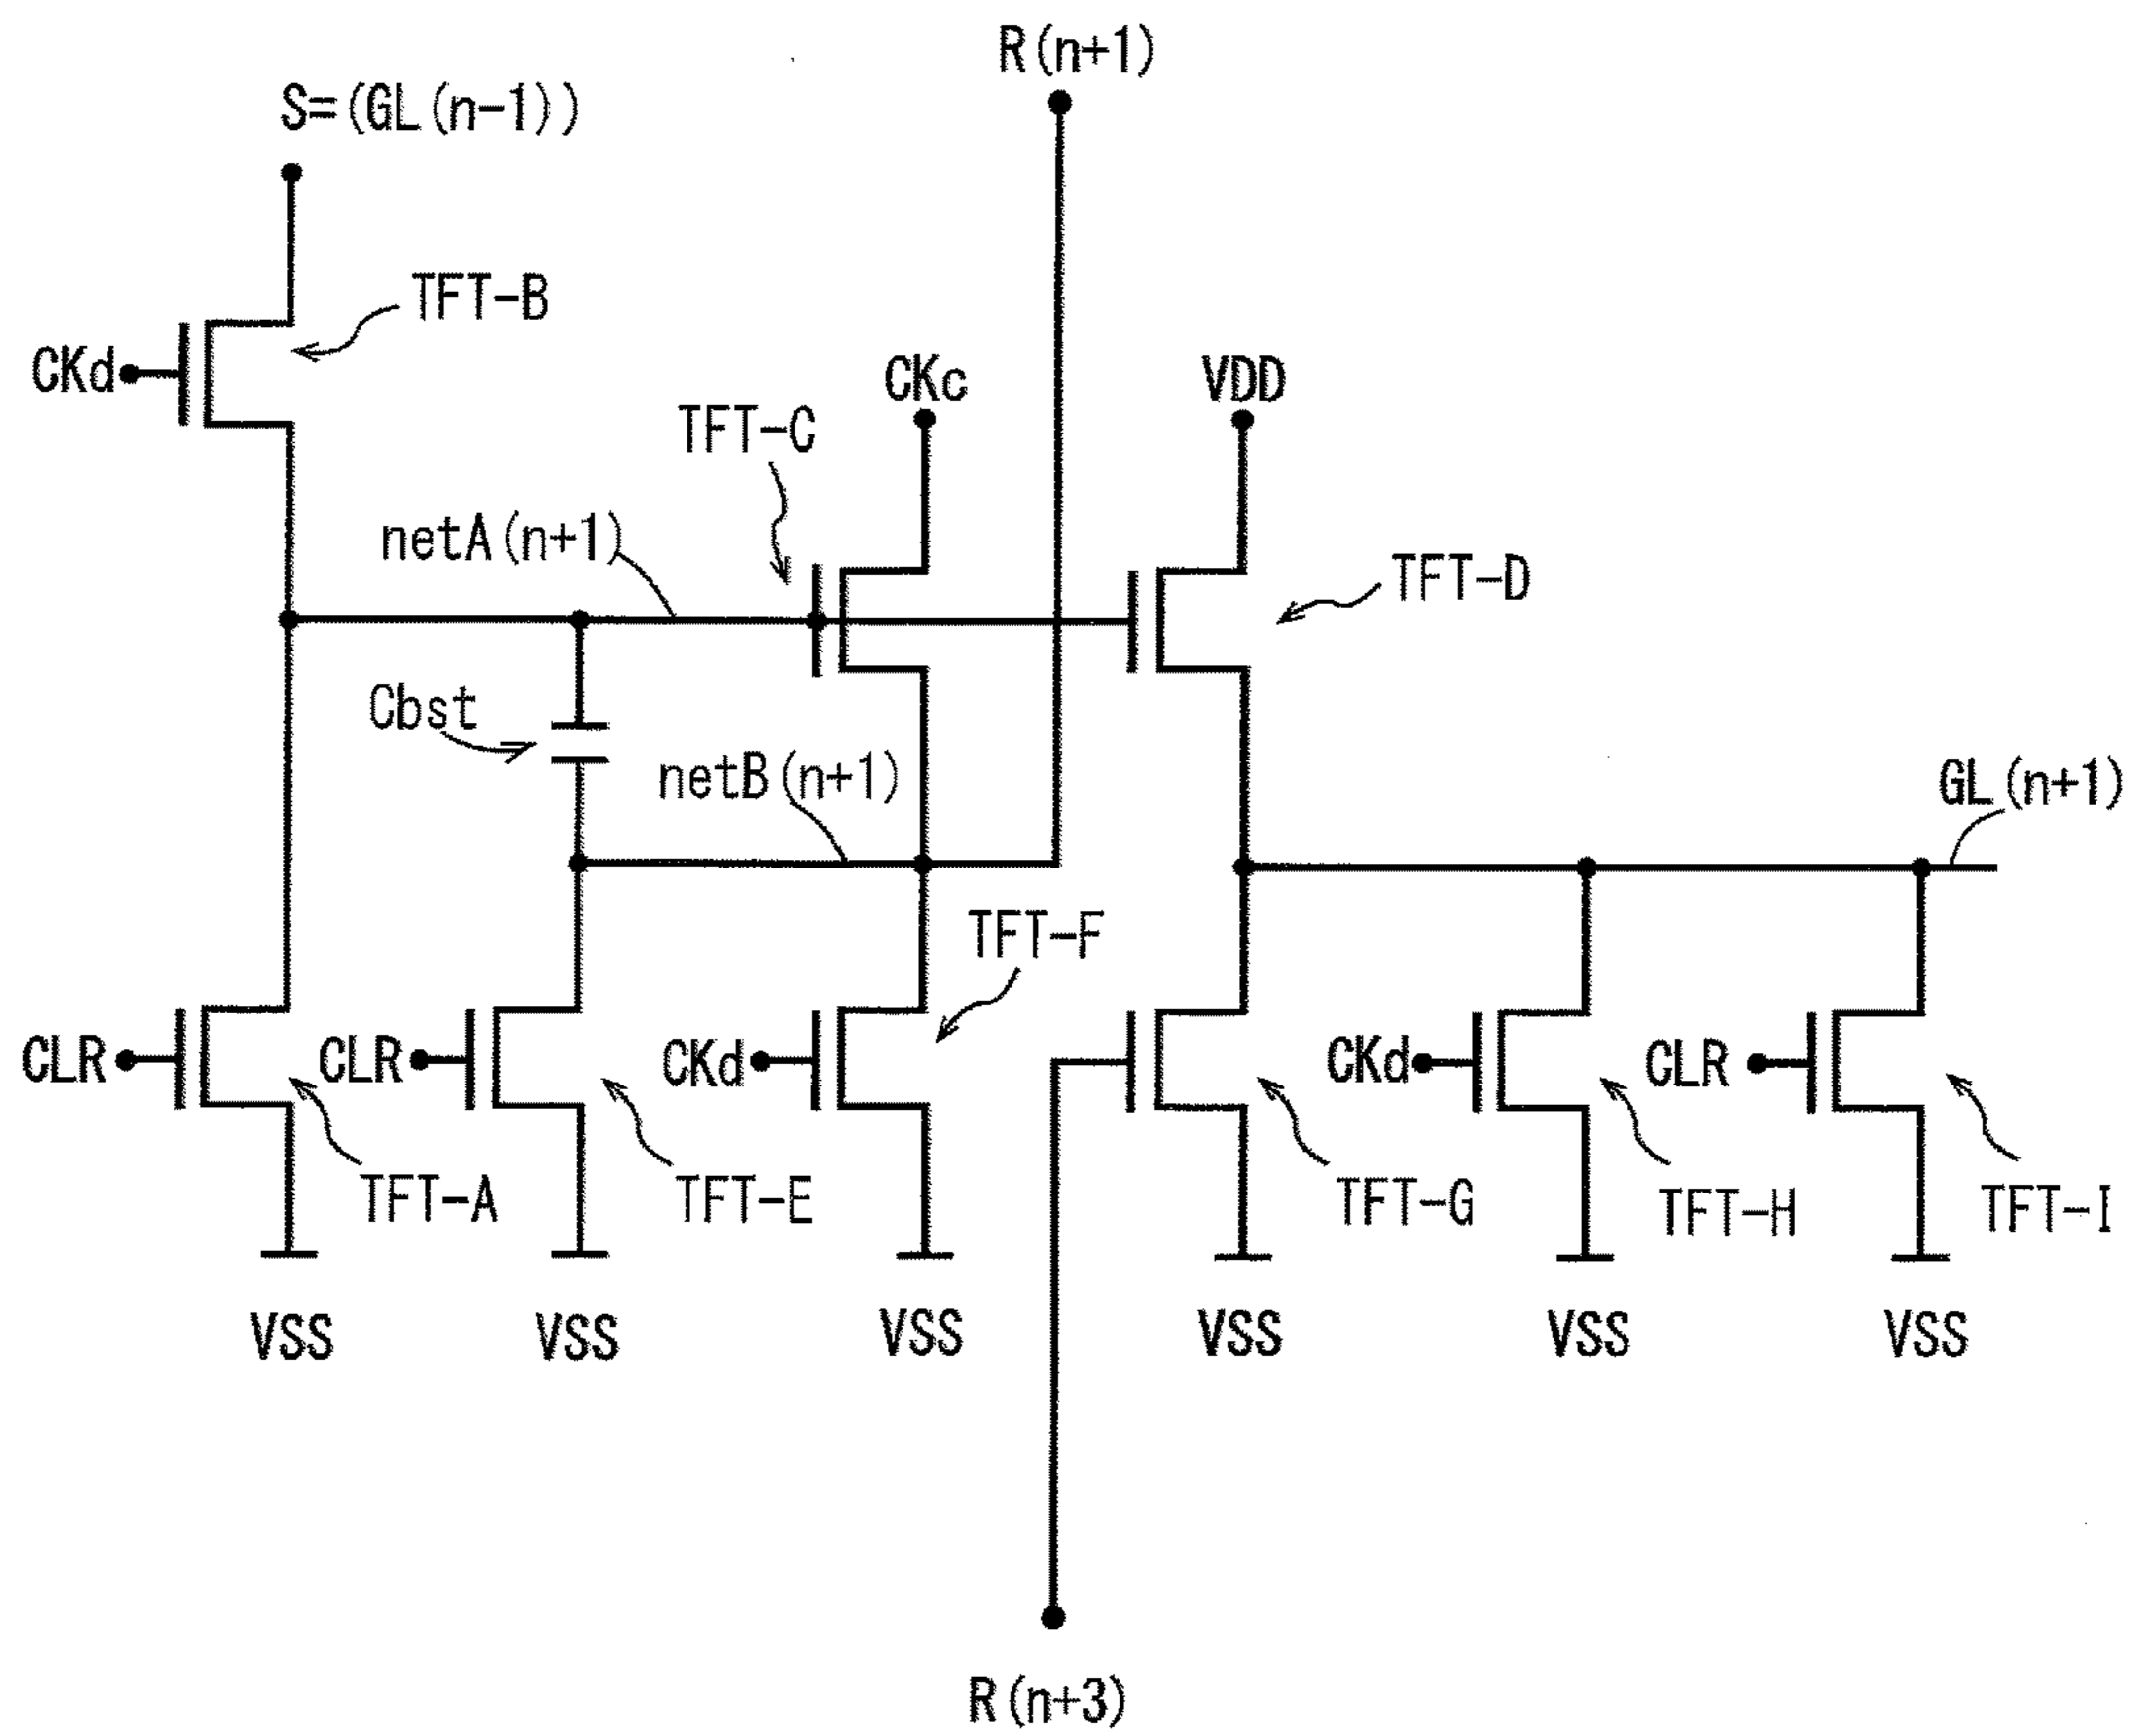 R(n+1)
S=(GL(n-1))
TFT-B
CKd
CKc
VDD
TFT-C
netA(n+1)
TFT-D
Cbst
netB(n+1)
GL(n+1)
TFT-F
CLR
CLR
CKd
CKd
CLR
TFT-A
TFT-E
TFT-G
TFT-H
TFT-I
VSS
VSS
VSS
VSS
VSS
VSS
R(n+3)